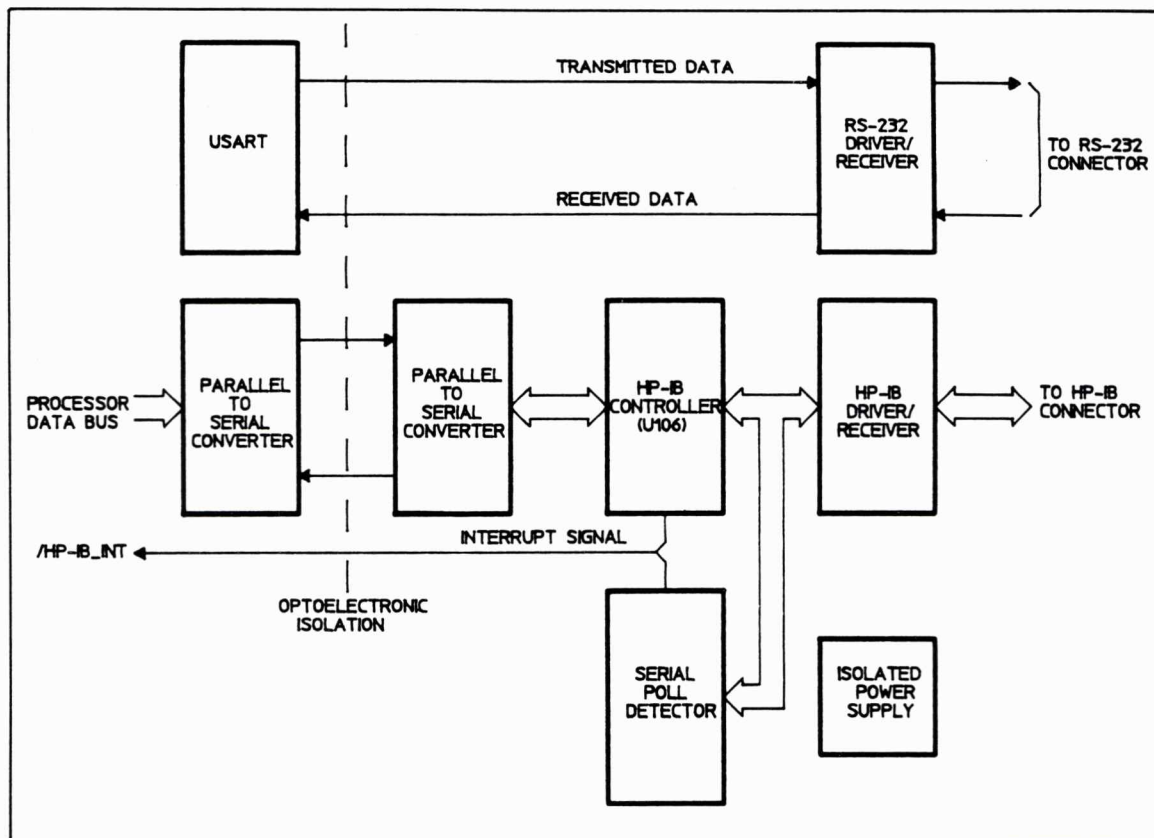 TRANSMITTED DATA
USART
RS-232
DRIVER/
RECEIVER
TO RS-232
CONNECTOR
RECEIVED DATA
PROCESSOR
DATA BUS
PARALLEL
TO
SERIAL
CONVERTER
PARALLEL
TO
SERIAL
CONVERTER
HP-IB
CONTROLLER
(U106)
HP-IB
DRIVER/
RECEIVER
TO HP-IB
CONNECTOR
INTERRUPT SIGNAL
/HP-IB_INT
OPTOELECTRONIC
ISOLATION
SERIAL
POLL
DETECTOR
ISOLATED
POWER
SUPPLY